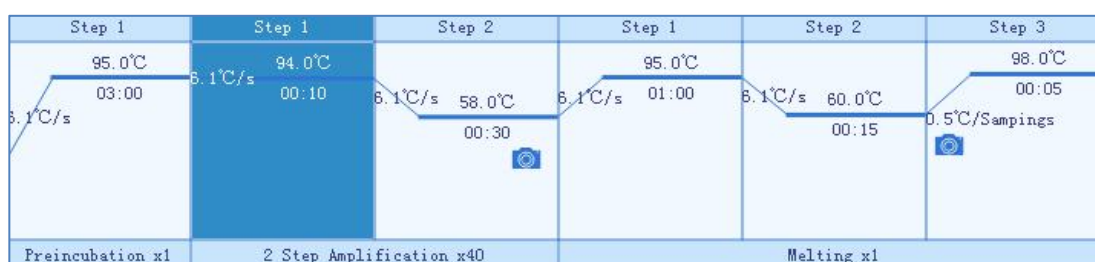 Step 1
Step 1
Step 2
Step 1
Step 2
Step 3
95.0℃
03:00
6.1℃/s
94.0℃
00:10
6.1℃/s
58.0℃
00:30
6.1℃/s
95.0℃
01:00
6.1℃/s
60.0℃
00:15
6.1℃/s
98.0℃
00:05
0.5℃/Sampings
Preincubation x1
2 Step Amplification x40
Melting x1